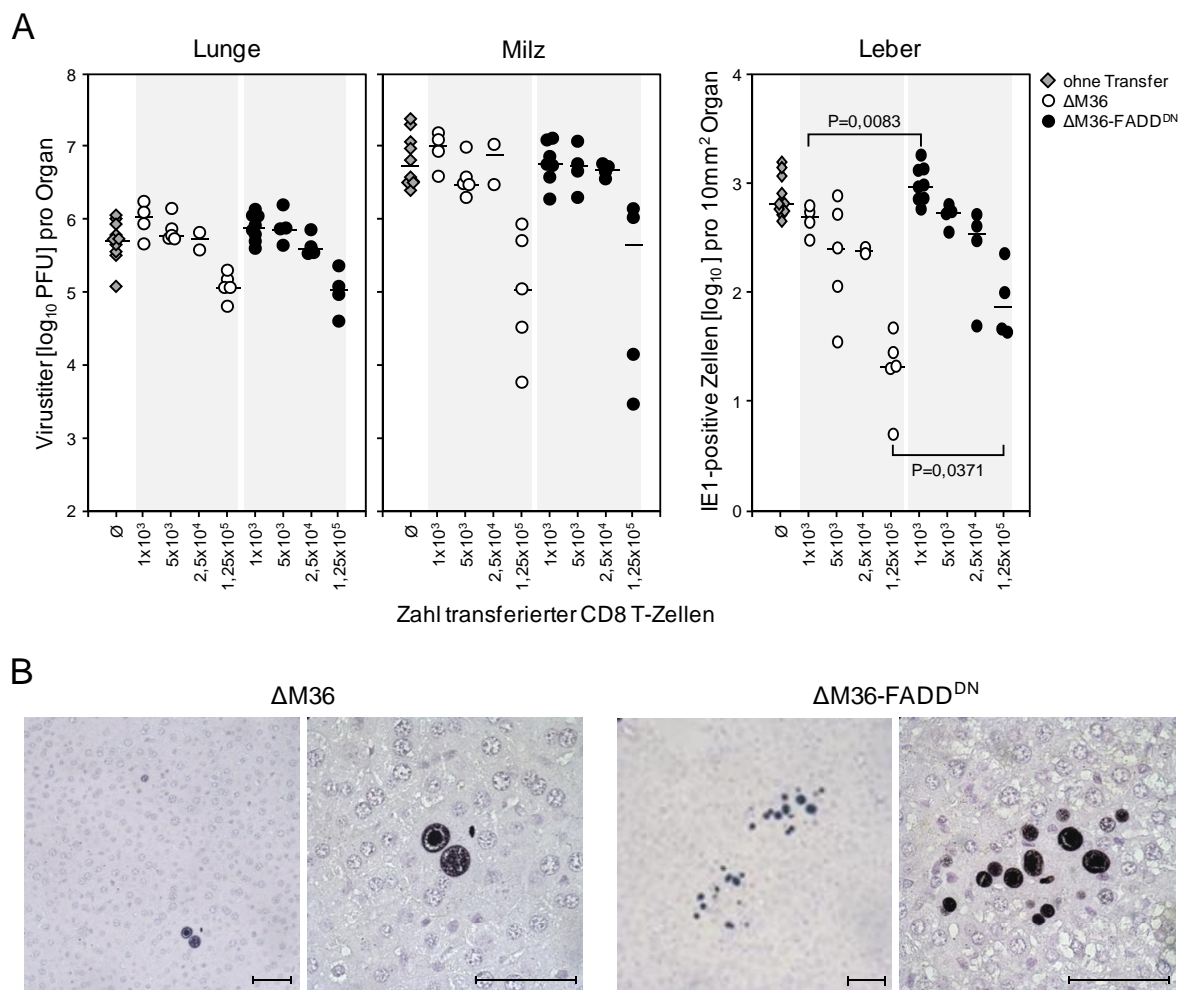 A
Lunge
Milz
Leber
Virustiter [log10 PFU] pro Organ
8
7
6
5
4
3
2
Ø
1x10³
5x10³
2,5x10⁴
1,25x10⁵
1x10³
5x10³
2,5x10⁴
1,25x10⁵
Ø
1x10³
5x10³
2,5x10⁴
1,25x10⁵
1x10³
5x10³
2,5x10⁴
1,25x10⁵
IE1-positive Zellen [log10] pro 10mm² Organ
4
3
2
1
0
P=0,0083
P=0,0371
Ø
1x10³
5x10³
2,5x10⁴
1,25x10⁵
1x10³
5x10³
2,5x10⁴
1,25x10⁵
ohne Transfer
ΔM36
ΔM36-FADDᴰᴺ
Zahl transferierter CD8 T-Zellen
B
ΔM36
ΔM36-FADDᴰᴺ